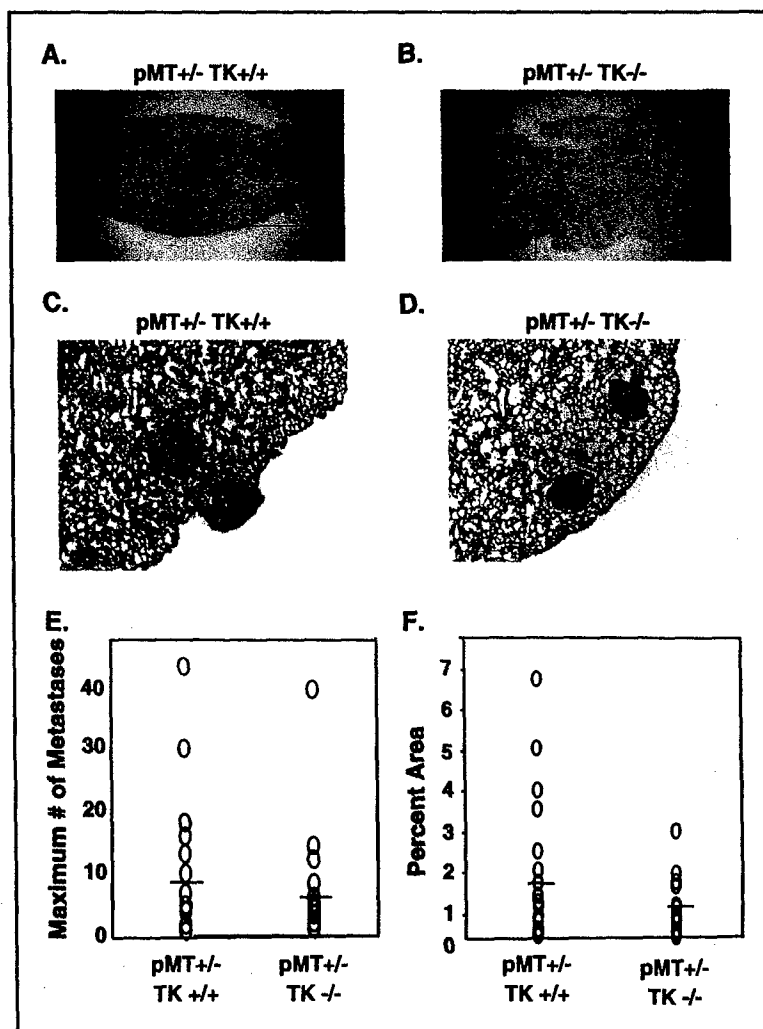 A.
pMT+/- TK+/+
B.
pMT+/- TK-/-
C.
pMT+/- TK+/+
D.
pMT+/- TK-/-
E.
Maximum # of Metastases
40
30
20
10
0
pMT+/-
TK +/+
pMT+/-
TK -/-
F.
Percent Area
7
6
5
4
3
2
1
0
pMT+/-
TK +/+
pMT+/-
TK -/-